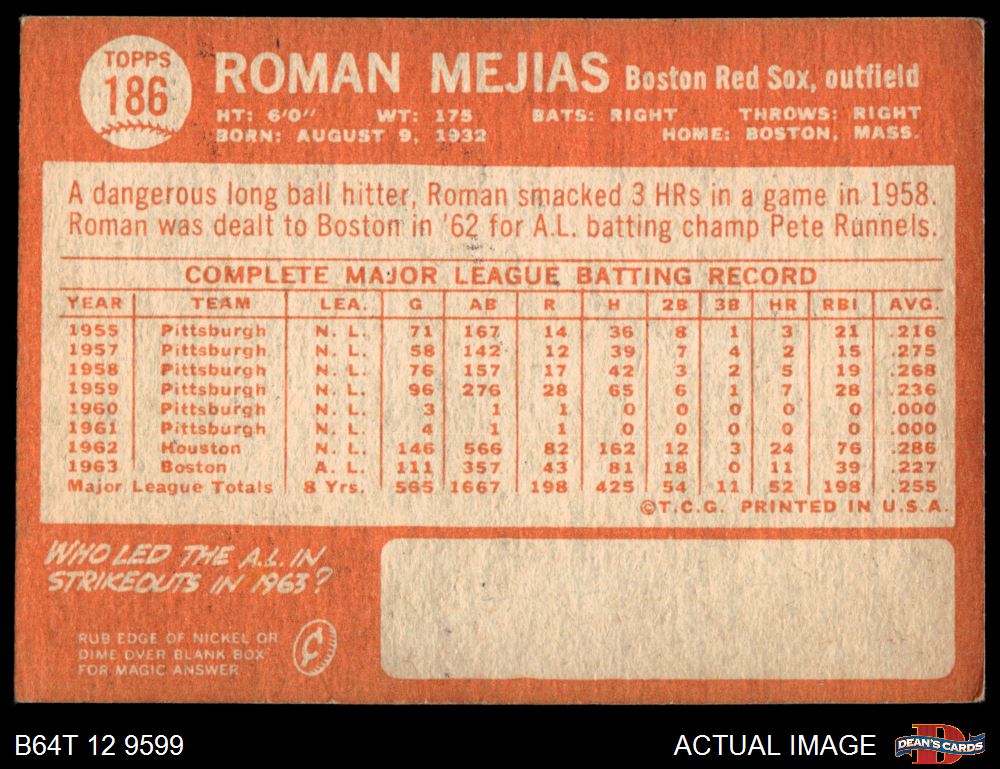 TOPPS
186
ROMAN MEJIAS Boston Red Sox, outfield
HT: 6'0" WT: 175 BATS: RIGHT THROWS: RIGHT
BORN: AUGUST 9, 1932 HOME: BOSTON, MASS.
A dangerous long ball hitter, Roman smacked 3 HRs in a game in 1958.
Roman was dealt to Boston in '62 for A.L. batting champ Pete Runnels.
COMPLETE MAJOR LEAGUE BATTING RECORD
YEAR TEAM LEA. G AB R H 2B 3B HR RBI AVG.
1955 Pittsburgh N. L. 71 167 14 36 8 1 3 21 .216
1957 Pittsburgh N. L. 58 142 12 39 7 4 2 15 .275
1958 Pittsburgh N. L. 76 157 17 42 3 2 5 19 .268
1959 Pittsburgh N. L. 96 276 28 65 6 1 7 28 .236
1960 Pittsburgh N. L. 3 1 1 0 0 0 0 0 .000
1961 Pittsburgh N. L. 4 1 1 0 0 0 0 0 .000
1962 Houston N. L. 146 566 82 162 12 3 24 76 .286
1963 Boston A. L. 111 357 43 81 18 0 11 39 .227
Major League Totals 8 Yrs. 565 1667 198 425 54 11 52 198 .255
©T.C.G. PRINTED IN U.S.A.
WHO LED THE A.L. IN
STRIKEOUTS IN 1963?
RUB EDGE OF NICKEL OR
DIME OVER BLANK BOX
FOR MAGIC ANSWER
¢
B64T 12 9599
ACTUAL IMAGE
DEAN'S CARDS